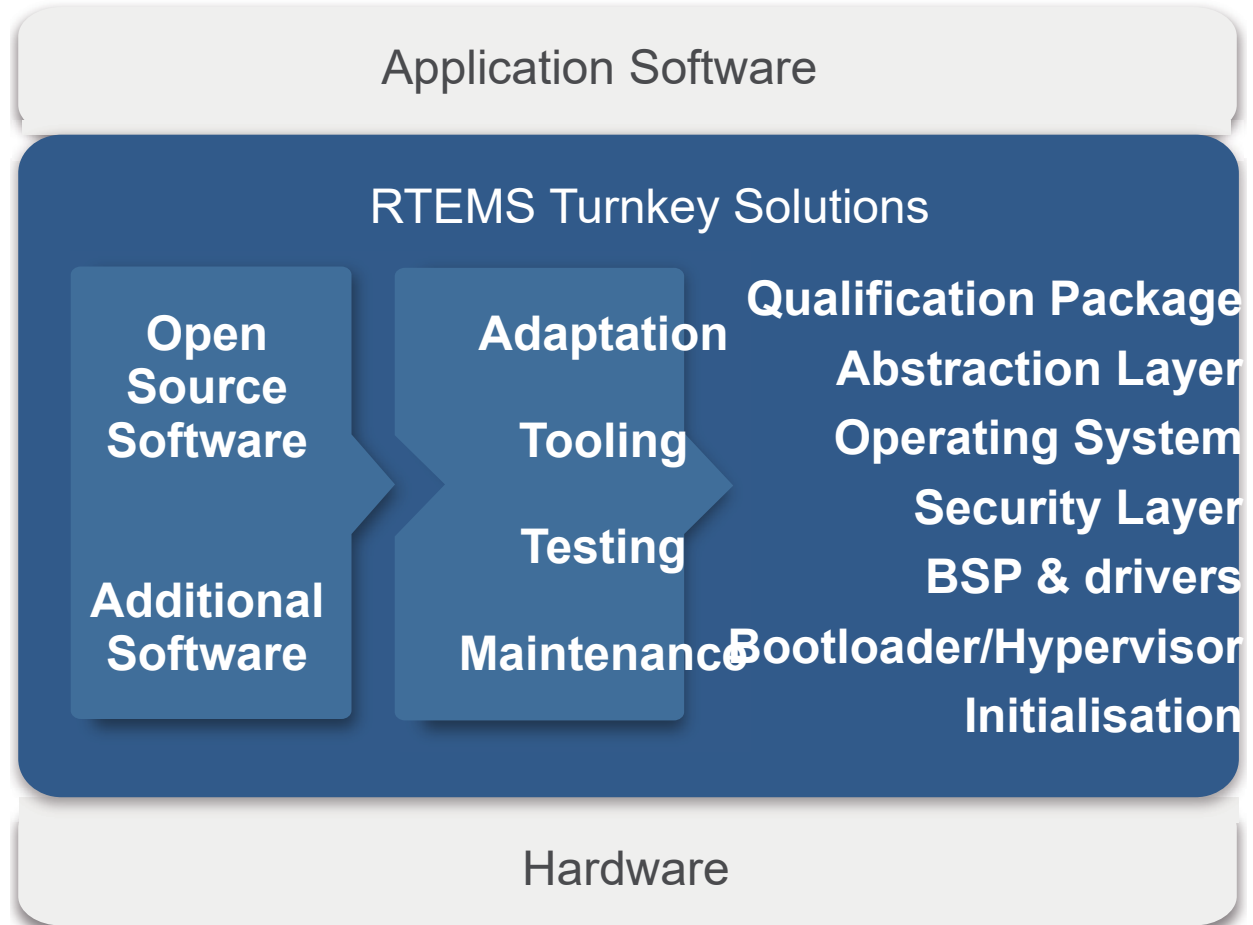 Application Software
RTEMS Turnkey Solutions
Open
Source
Software
Additional
Software
Adaptation
Tooling
Testing
Maintenance
Qualification Package
Abstraction Layer
Operating System
Security Layer
BSP & drivers
Bootloader/Hypervisor
Initialisation
Hardware